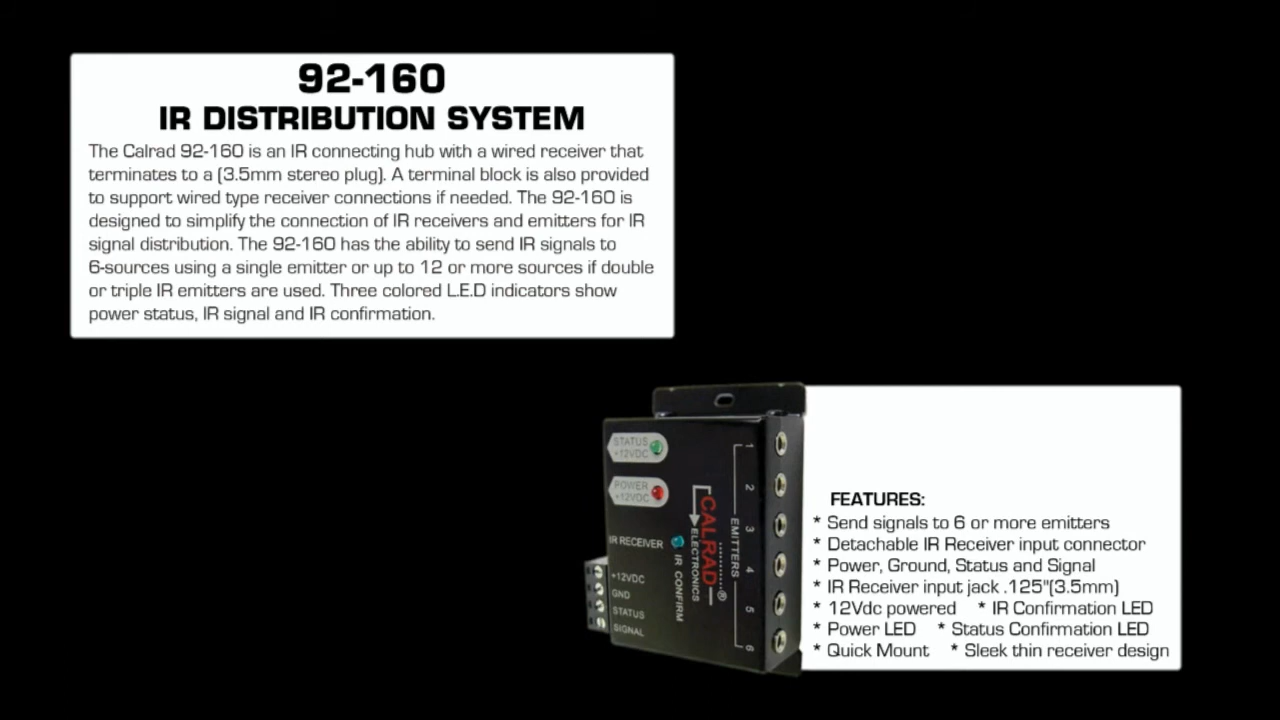 92-160
IR DISTRIBUTION SYSTEM
The Calrad 92-160 is an IR connecting hub with a wired receiver that
terminates to a (3.5mm stereo plug). A terminal block is also provided
to support wired type receiver connections if needed. The 92-160 is
designed to simplify the connection of IR receivers and emitters for IR
signal distribution. The 92-160 has the ability to send IR signals to
6-sources using a single emitter or up to 12 or more sources if double
or triple IR emitters are used. Three colored L.E.D indicators show
power status, IR signal and IR confirmation.
STATUS
+12VDC
POWER
+12VDC
IR RECEIVER
+12VDC
GND
STATUS
SIGNAL
IR CONFIRM
CALRAD®
ELECTRONICS
EMITTERS
1
2
3
4
5
6
FEATURES:
* Send signals to 6 or more emitters
* Detachable IR Receiver input connector
* Power, Ground, Status and Signal
* IR Receiver input jack .125"(3.5mm)
* 12Vdc powered * IR Confirmation LED
* Power LED * Status Confirmation LED
* Quick Mount * Sleek thin receiver design